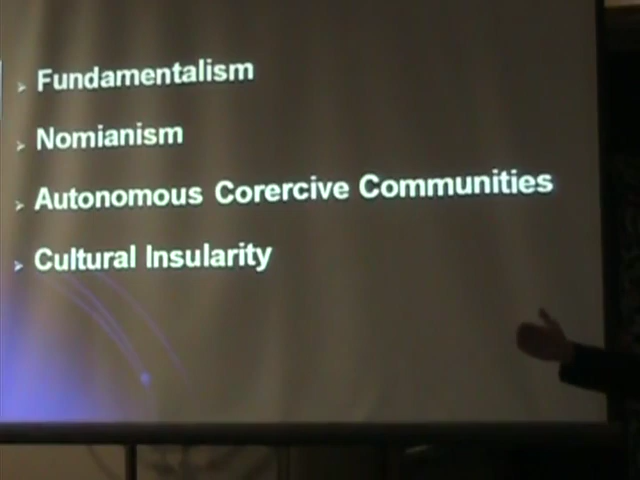 Fundamentalism
Nomianism
Autonomous Corercive Communities
Cultural Insularity